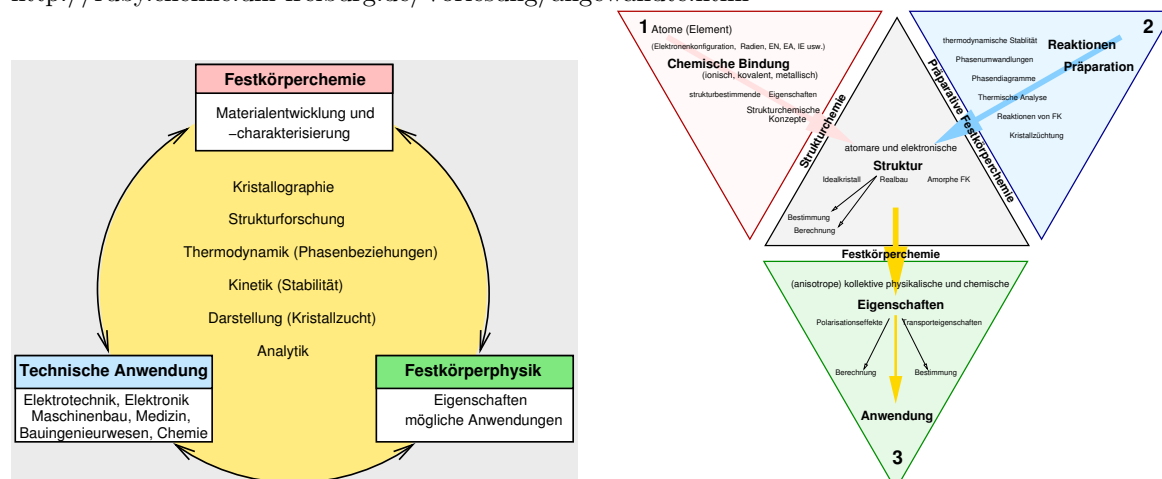 Festkörperchemie
Materialentwicklung und
−charakterisierung
Kristallographie
Strukturforschung
Thermodynamik (Phasenbeziehungen)
Kinetik (Stabilität)
Darstellung (Kristallzucht)
Analytik
Technische Anwendung
Elektrotechnik, Elektronik
Maschinenbau, Medizin,
Bauingenieurwesen, Chemie
Festkörperphysik
Eigenschaften
mögliche Anwendungen
1
Atome (Element)
(Elektronenkonfiguration, Radien, EN, EA, IE usw.)
Chemische Bindung
(ionisch, kovalent, metallisch)
strukturbestimmende Eigenschaften
Strukturchemische
Konzepte
Strukturchemie
2
thermodynamische Stablität
Reaktionen
Phasenumwandlungen
Präparation
Phasendiagramme
Thermische Analyse
Reaktionen von FK
Kristallzüchtung
Präparative Festkörperchemie
atomare und elektronische
Struktur
Idealkristall Realbau Amorphe FK
Bestimmung
Berechnung
Festkörperchemie
(anisotrope) kollektive physikalische und chemische
Eigenschaften
Polarisationseffekte Transporteigenschaften
Berechnung Bestimmung
Anwendung
3